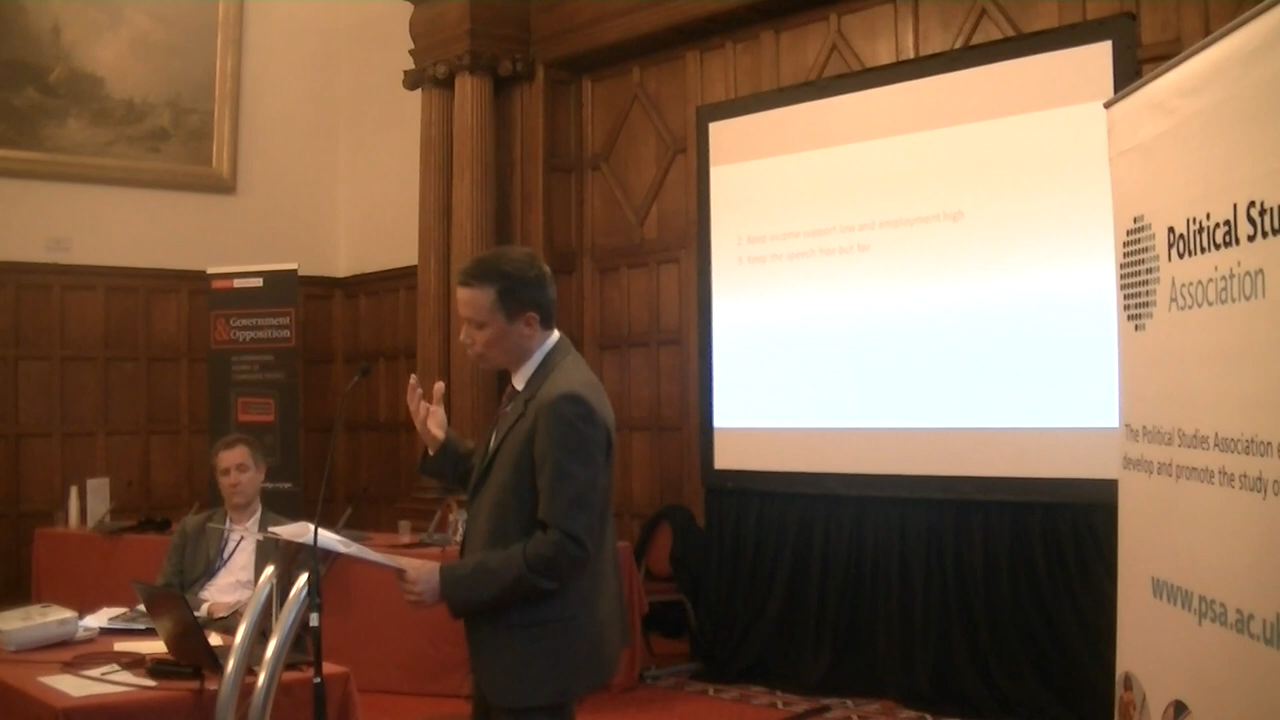 Government
& Opposition
2. Keep income support low and employment high
3. Keep the speech free but fair
Political Stu
Association
The Political Studies Association e
develop and promote the study o
www.psa.ac.u